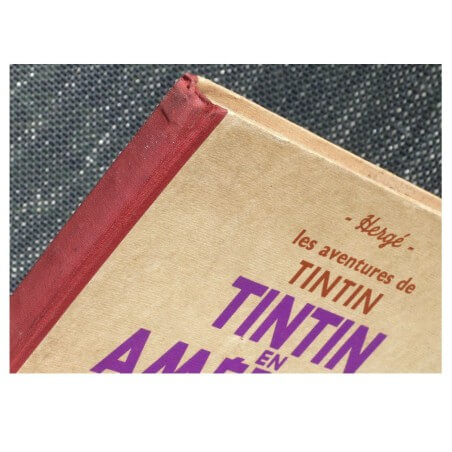 - Hergé -
les aventures de
TINTIN
TINTIN
EN